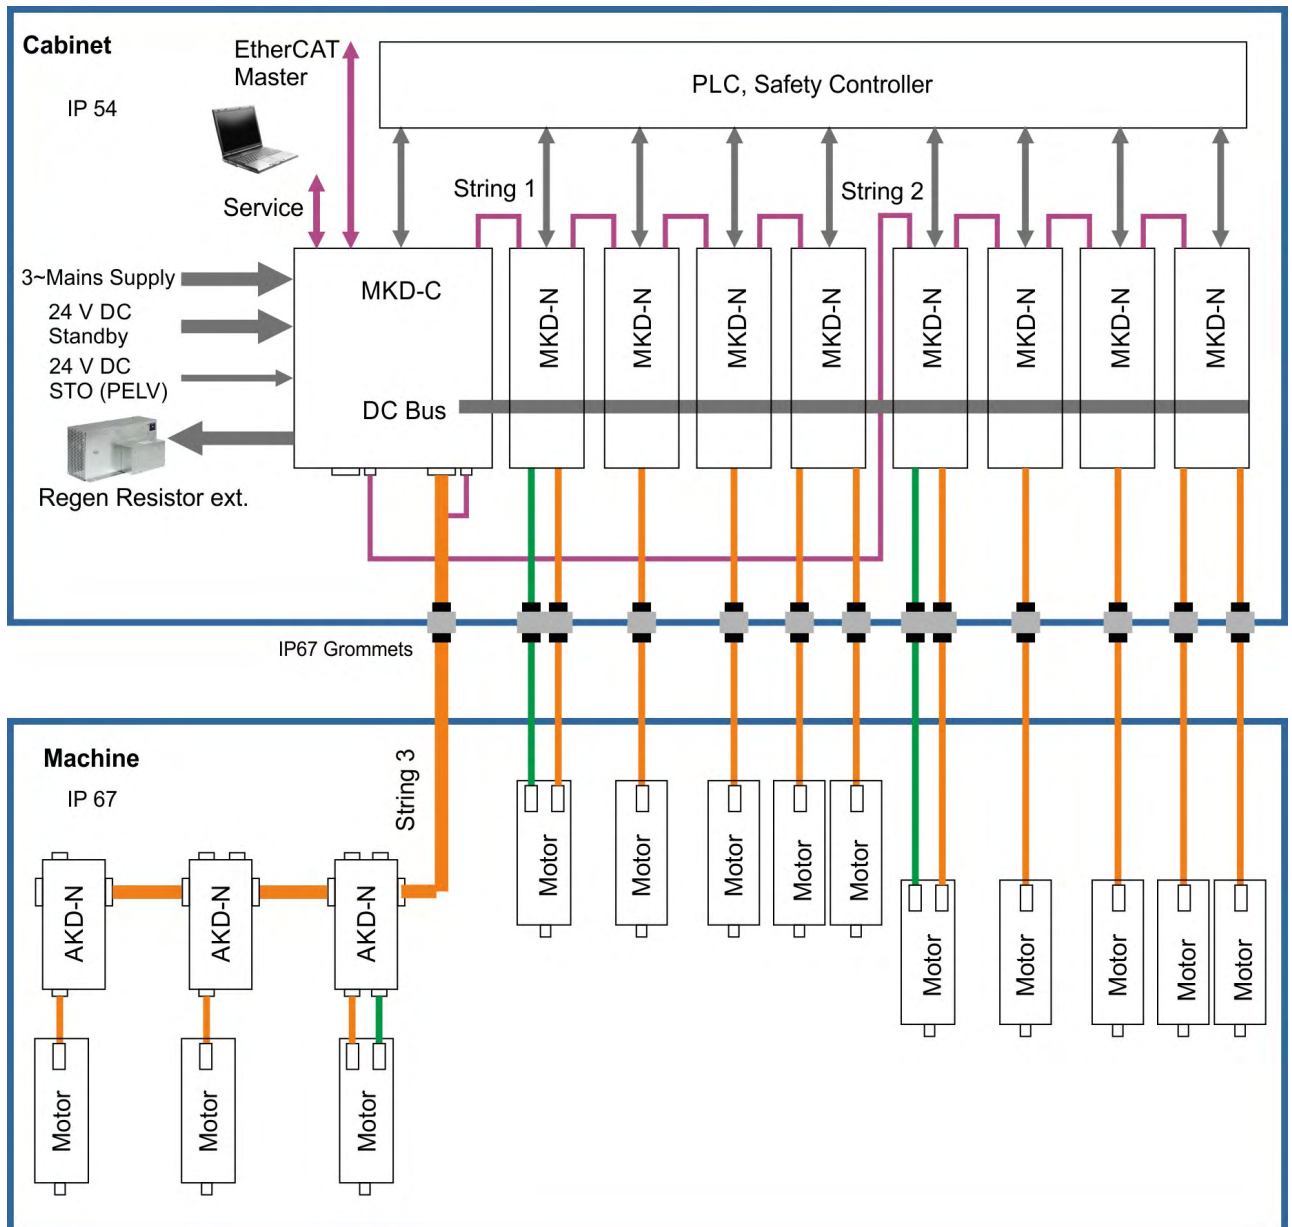 Cabinet
IP 54
EtherCAT
Master
PLC, Safety Controller
Service
String 1
String 2
3~Mains Supply
24 V DC
Standby
24 V DC
STO (PELV)
Regen Resistor ext.
MKD-C
DC Bus
MKD-N
MKD-N
MKD-N
MKD-N
MKD-N
MKD-N
MKD-N
MKD-N
IP67 Grommets
Machine
IP 67
String 3
AKD-N
AKD-N
AKD-N
Motor
Motor
Motor
Motor
Motor
Motor
Motor
Motor
Motor
Motor
Motor
Motor
Motor